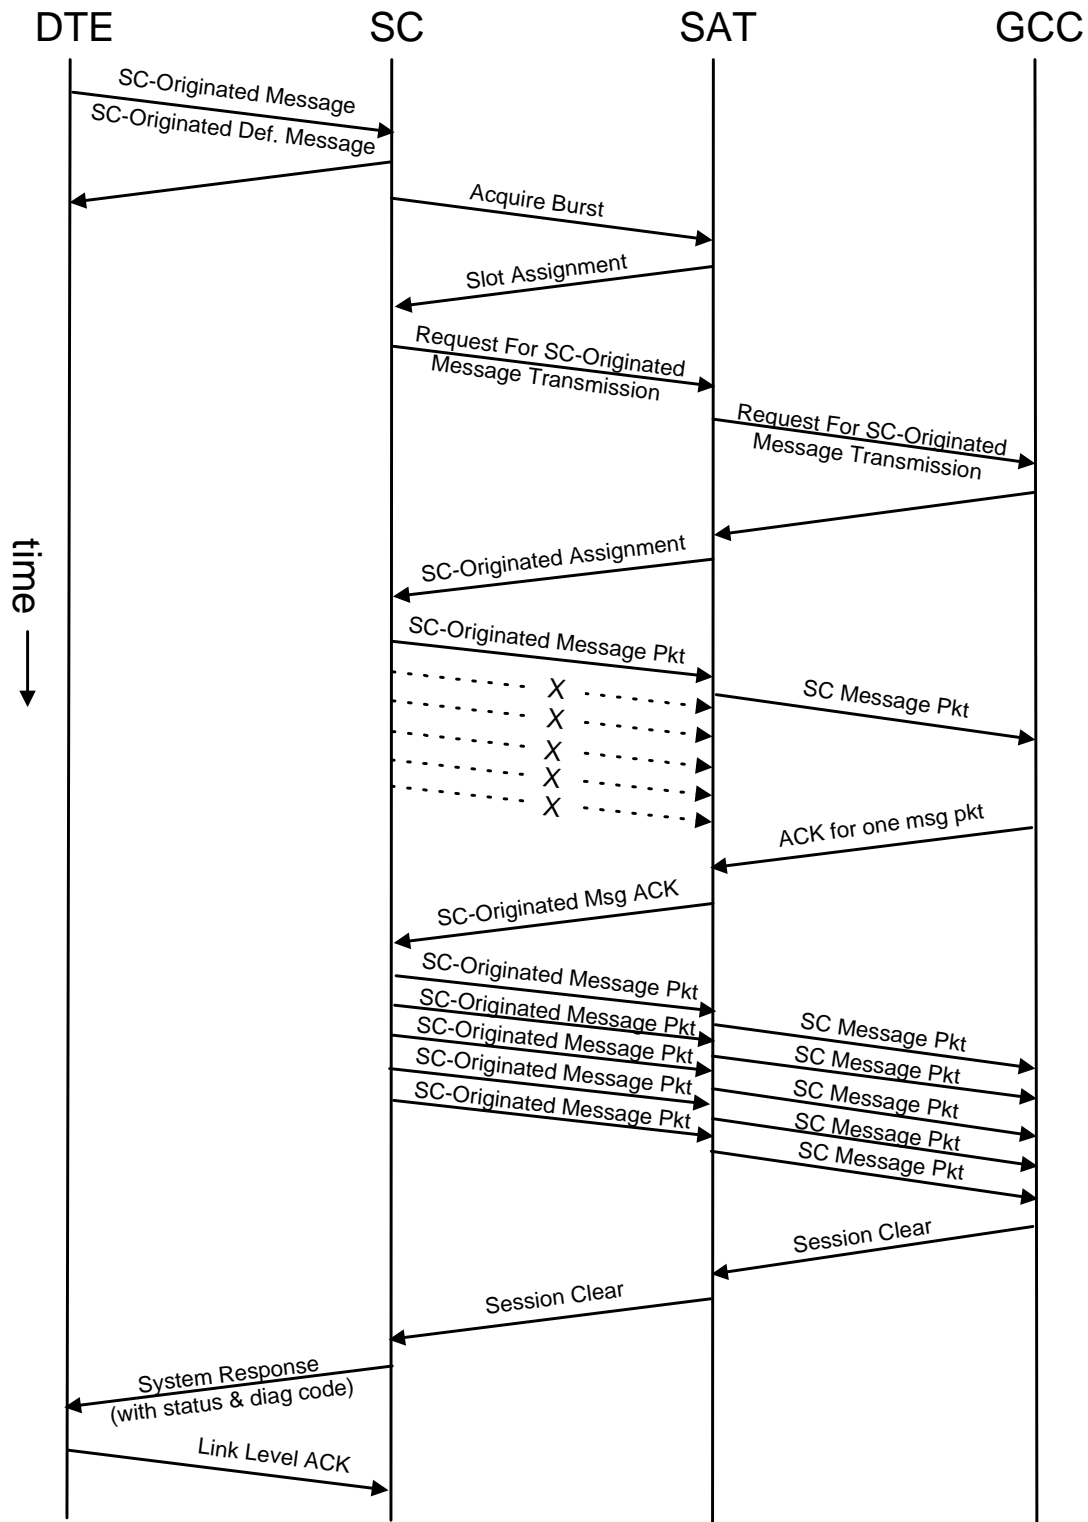 DTE SC SAT GCC
SC-Originated Message
SC-Originated Def. Message
Acquire Burst
Slot Assignment
Request For SC-Originated
Message Transmission
Request For SC-Originated
Message Transmission
time
SC-Originated Assignment
SC-Originated Message Pkt
X
SC Message Pkt
X
X
X
X
ACK for one msg pkt
SC-Originated Msg ACK
SC-Originated Message Pkt
SC-Originated Message Pkt
SC-Originated Message Pkt
SC-Originated Message Pkt
SC-Originated Message Pkt
SC Message Pkt
SC Message Pkt
SC Message Pkt
SC Message Pkt
SC Message Pkt
Session Clear
Session Clear
System Response
(with status & diag code)
Link Level ACK